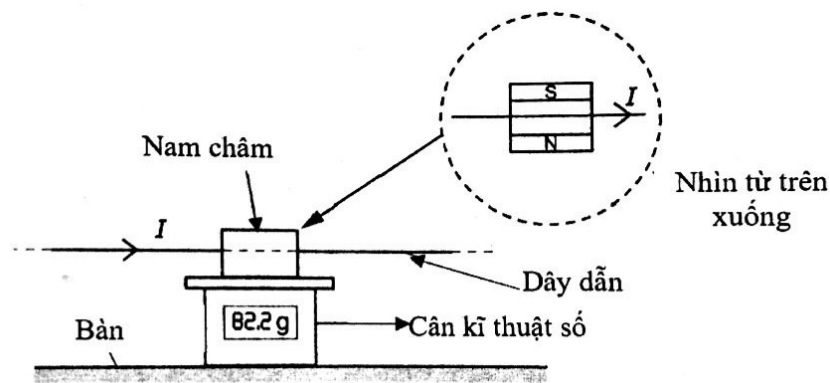 S
I
N
Nam châm
Nhìn từ trên
xuống
I
Dây dẫn
82.2 g
Cân kĩ thuật số
Bàn